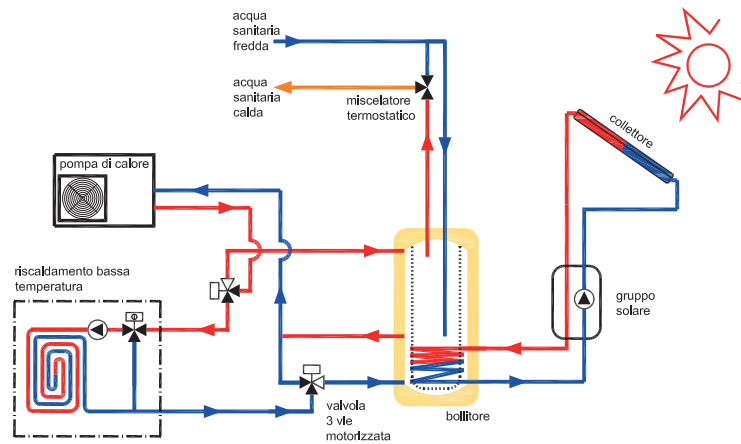 acqua
sanitaria
fredda
acqua
sanitaria
calda
miscelatore
termostatico
collettore
pompa di calore
riscaldamento bassa
temperatura
gruppo
solare
valvola
3 vie
motorizzata
bollitore